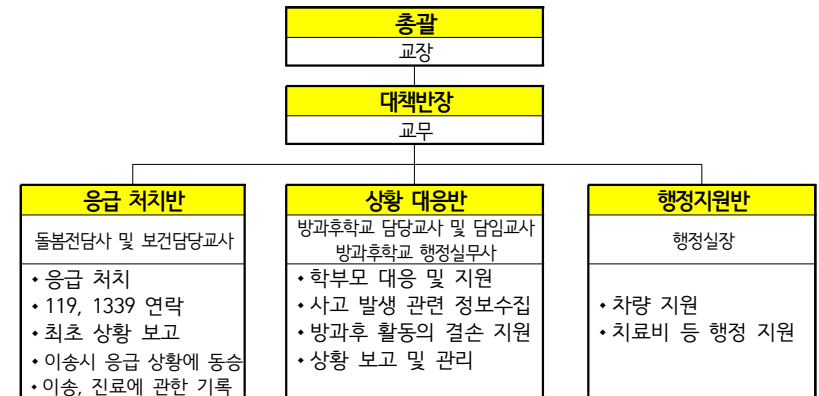 총괄
교장
대책반장
교무
응급 처치반
돌봄전담사 및 보건담당교사
• 응급 처치
• 119, 1339 연락
• 최초 상황 보고
• 이송시 응급 상황에 동승
• 이송, 진료에 관한 기록
상황 대응반
방과후학교 담당교사 및 담임교사
방과후학교 행정실무사
• 학부모 대응 및 지원
• 사고 발생 관련 정보수집
• 방과후 활동의 결손 지원
• 상황 보고 및 관리
행정지원반
행정실장
• 차량 지원
• 치료비 등 행정 지원